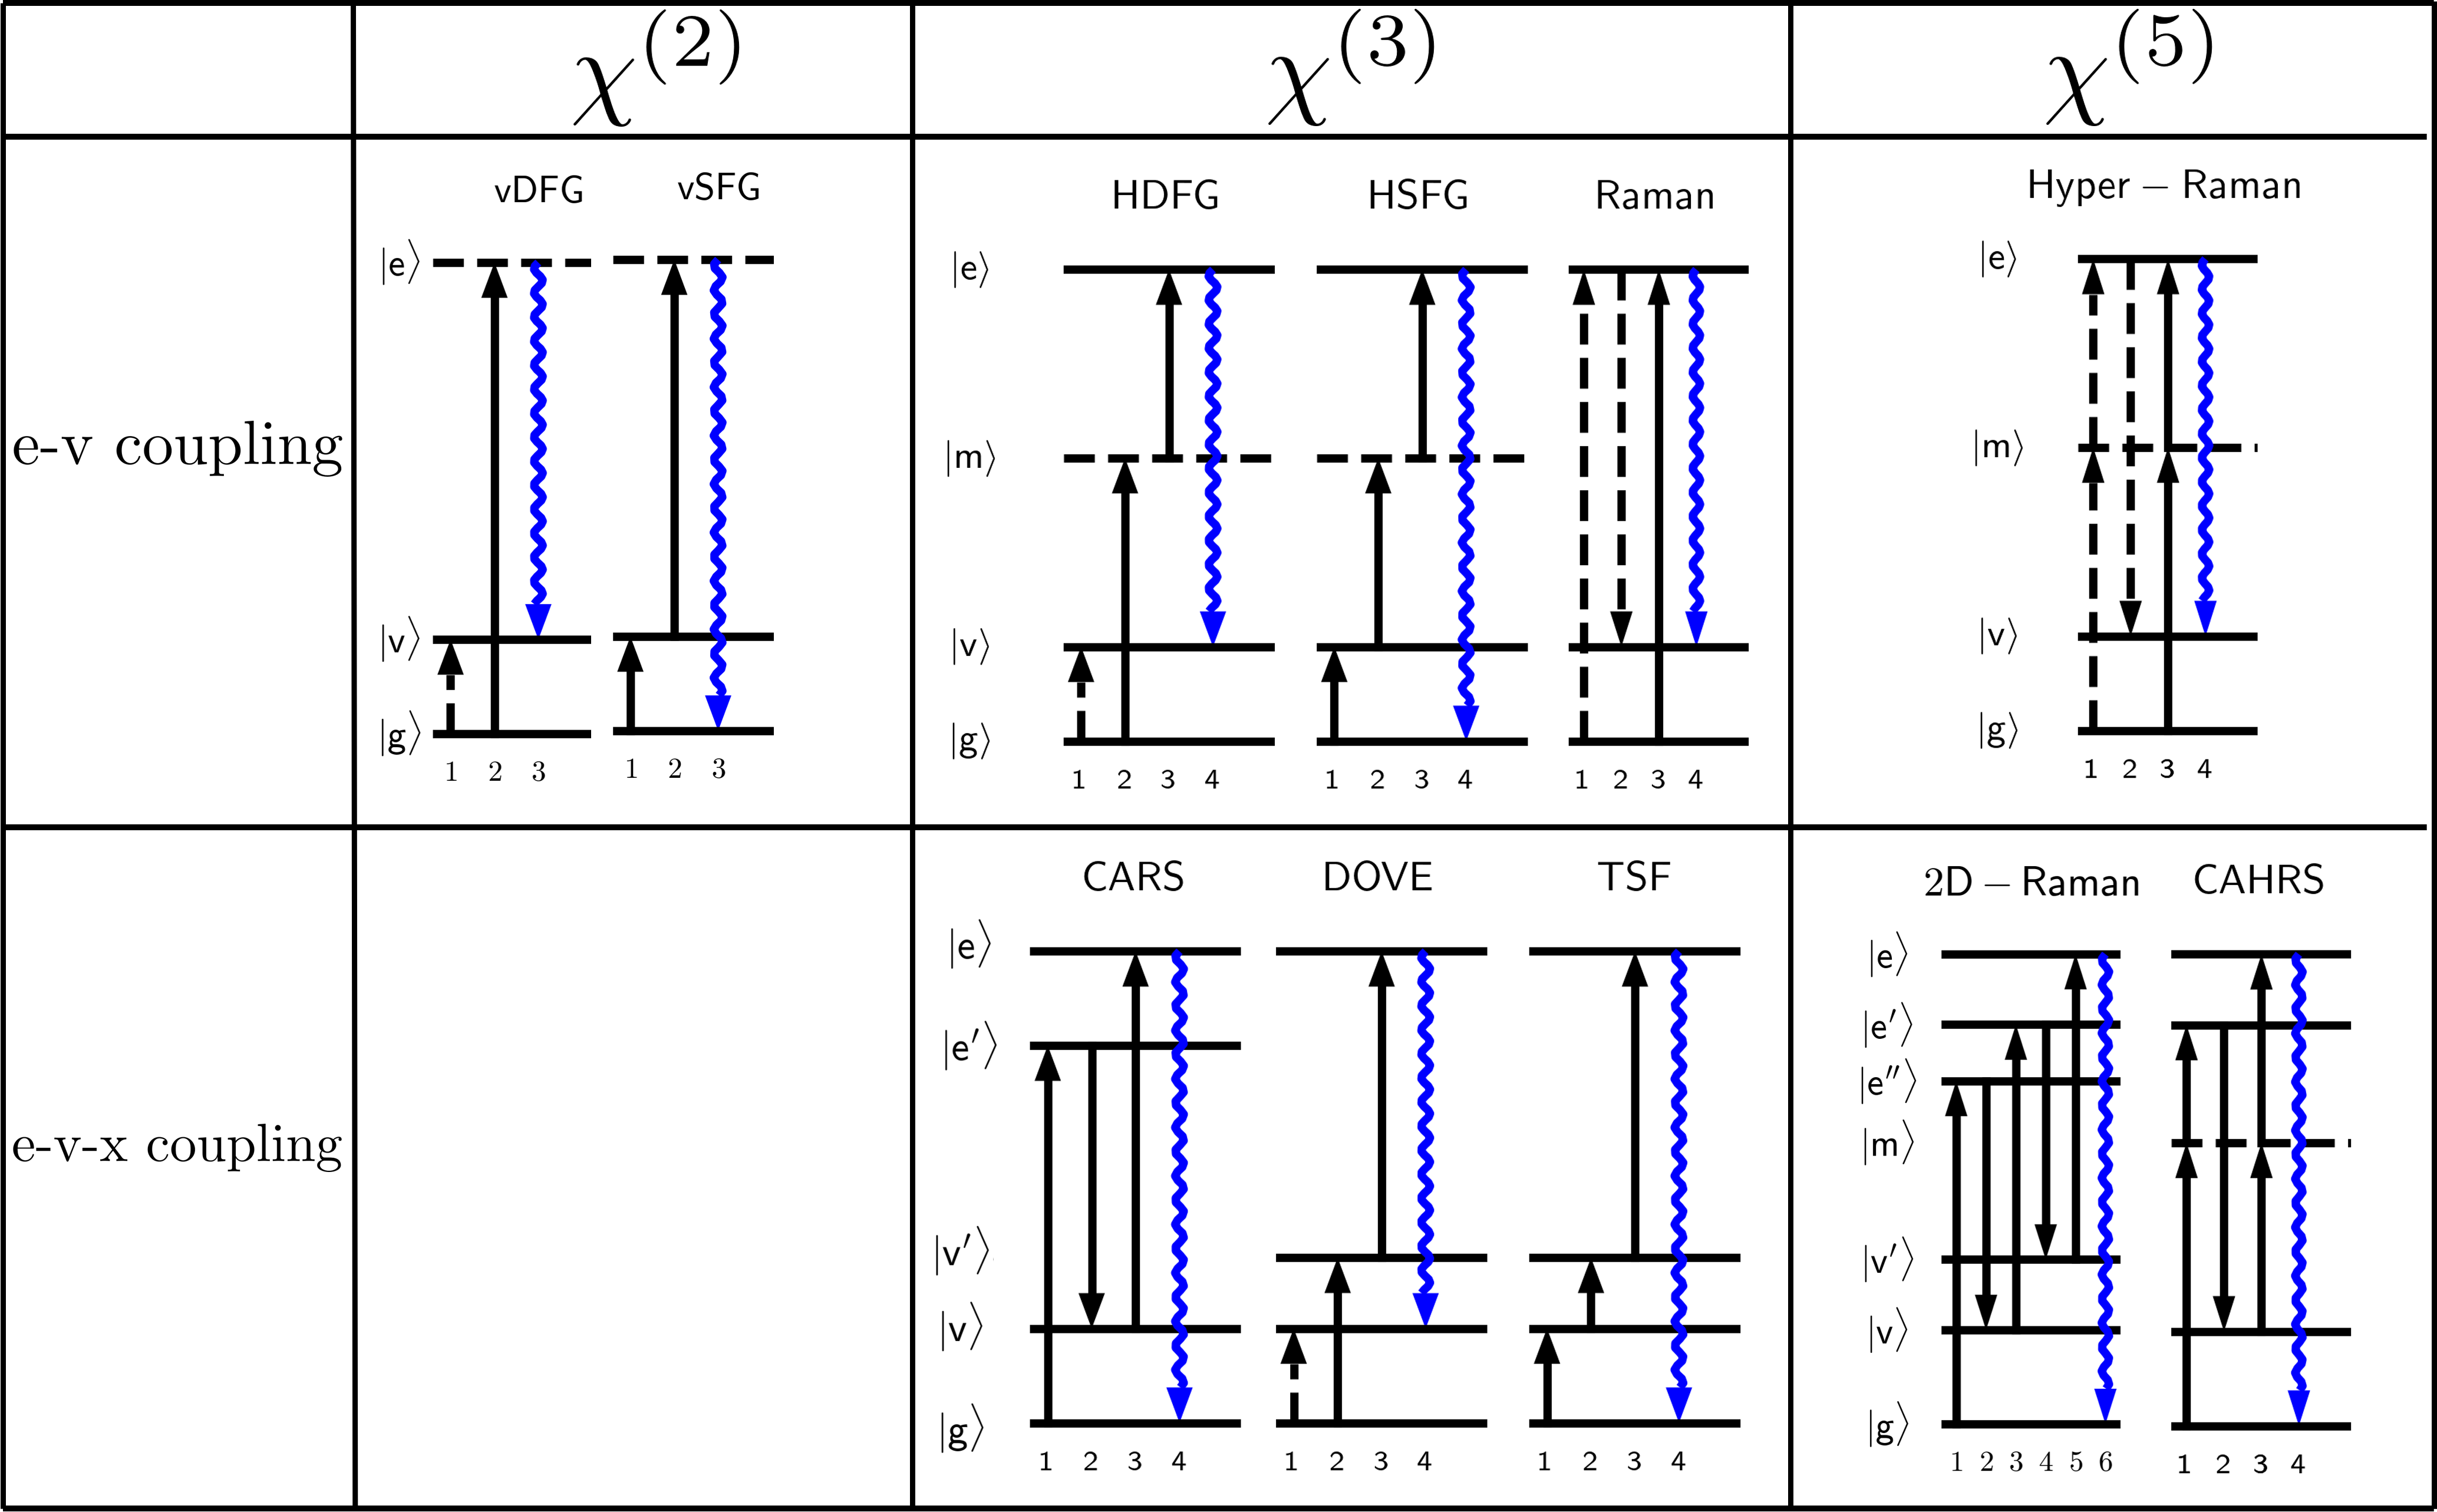 χ(2) χ(3) χ(5)
e-v coupling
vDFG vSFG
|e⟩
|v⟩
|g⟩
1 2 3 1 2 3
HDFG HSFG Raman
|e⟩
|m⟩
|v⟩
|g⟩
1 2 3 4 1 2 3 4 1 2 3 4
Hyper – Raman
|e⟩
|m⟩
|v⟩
|g⟩
1 2 3 4
e-v-x coupling
CARS DOVE TSF
|e⟩
|e′⟩
|v′⟩
|v⟩
|g⟩
1 2 3 4 1 2 3 4 1 2 3 4
2D – Raman CAHRS
|e⟩
|e′⟩
|e″⟩
|m⟩
|v′⟩
|v⟩
|g⟩
1 2 3 4 5 6 1 2 3 4